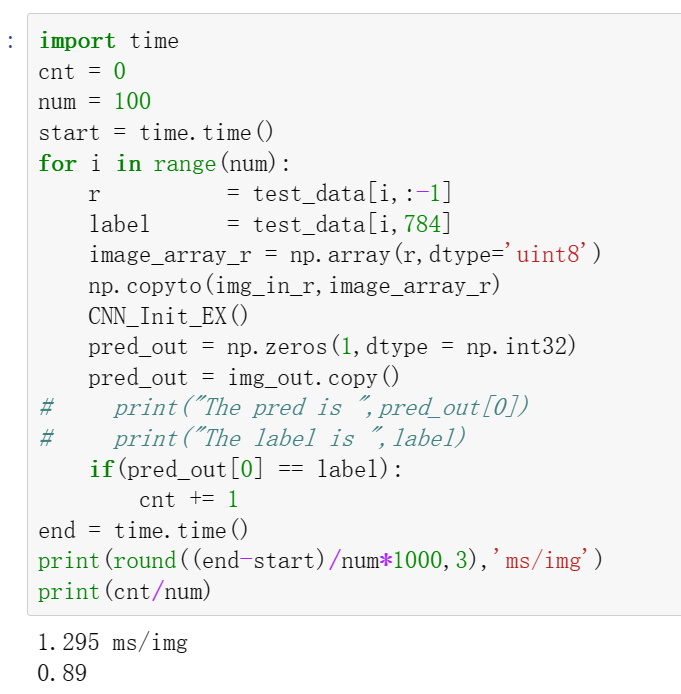 :
import time
cnt = 0
num = 100
start = time.time()
for i in range(num):
    r        = test_data[i,:-1]
    label    = test_data[i,784]
    image_array_r = np.array(r,dtype='uint8')
    np.copyto(img_in_r,image_array_r)
    CNN_Init_EX()
    pred_out = np.zeros(1,dtype = np.int32)
    pred_out = img_out.copy()
#     print("The pred is ",pred_out[0])
#     print("The label is ",label)
    if(pred_out[0] == label):
        cnt += 1
end = time.time()
print(round((end-start)/num*1000,3),'ms/img')
print(cnt/num)
1.295 ms/img
0.89